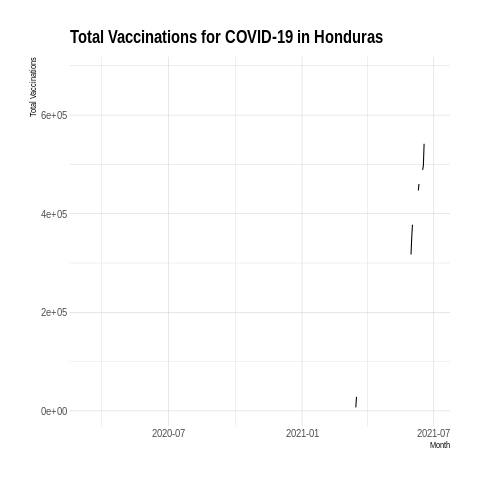 Total Vaccinations for COVID-19 in Honduras
Total Vaccinations
6e+05
4e+05
2e+05
0e+00
2020-07
2021-01
2021-07
Month